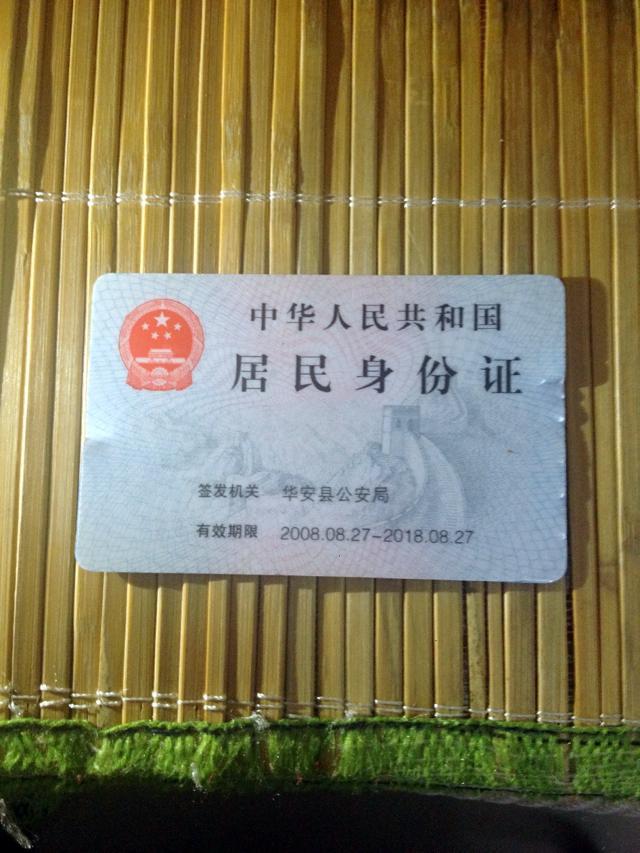 中华人民共和国
居民身份证
签发机关 华安县公安局
有效期限 2008.08.27-2018.08.27